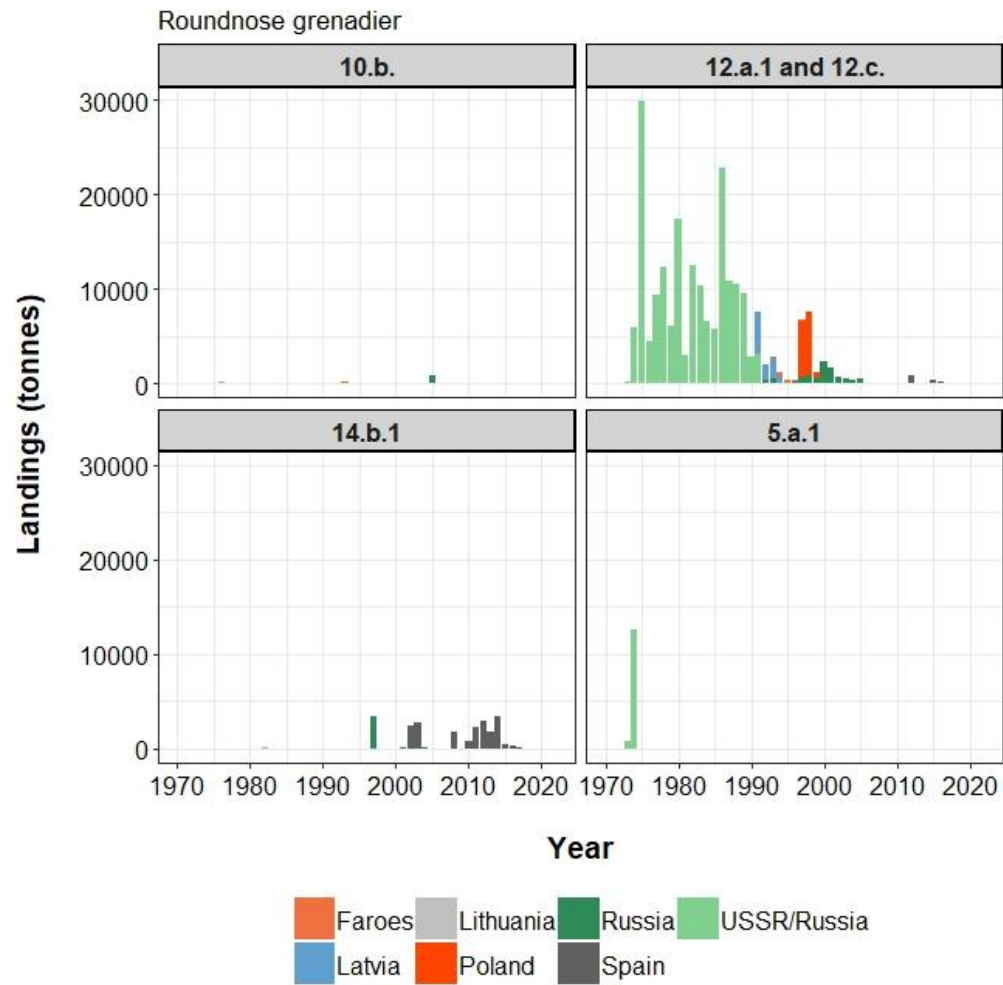 Roundnose grenadier
10.b.
12.a.1 and 12.c.
30000
20000
10000
0
14.b.1
5.a.1
30000
20000
10000
0
Landings (tonnes)
1970 1980 1990 2000 2010 2020 1970 1980 1990 2000 2010 2020
Year
Faroes Lithuania Russia USSR/Russia
Latvia Poland Spain